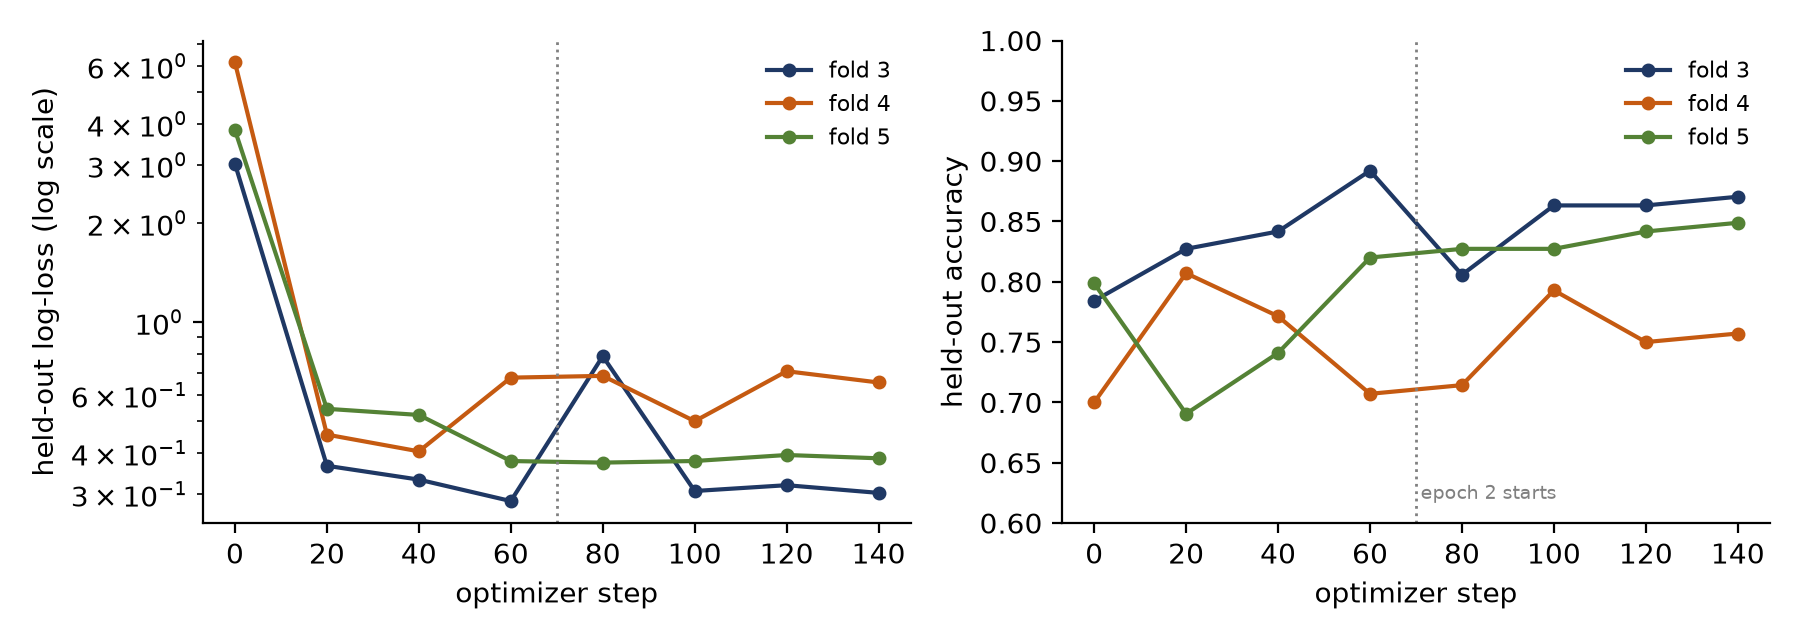 held-out log-loss (log scale)
6 × 10⁰
4 × 10⁰
3 × 10⁰
2 × 10⁰
10⁰
6 × 10⁻¹
4 × 10⁻¹
3 × 10⁻¹
fold 3
fold 4
fold 5
0 20 40 60 80 100 120 140
optimizer step
held-out accuracy
1.00
0.95
0.90
0.85
0.80
0.75
0.70
0.65
0.60
fold 3
fold 4
fold 5
epoch 2 starts
0 20 40 60 80 100 120 140
optimizer step